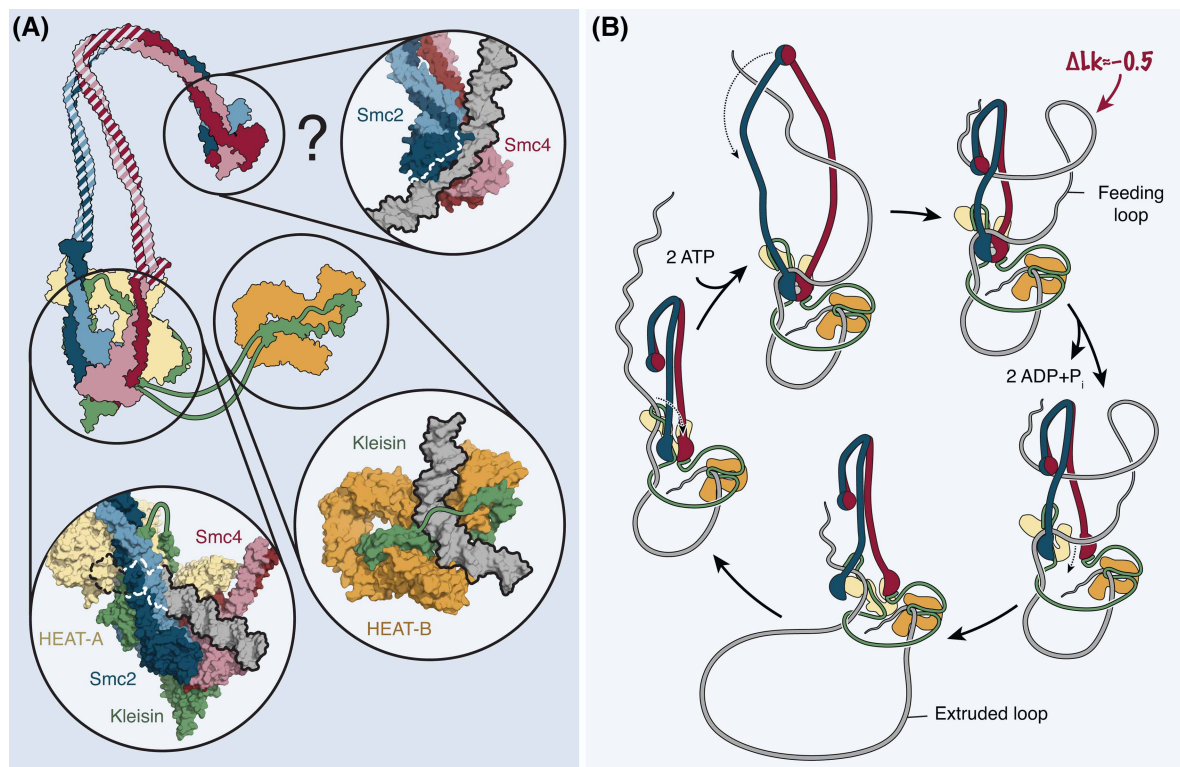 (A)
?
Smc2
Smc4
Kleisin
HEAT-B
Smc4
HEAT-A
Smc2
Kleisin
(B)
ΔLk≈-0.5
Feeding
loop
2 ATP
2 ADP+Pi
Extruded loop